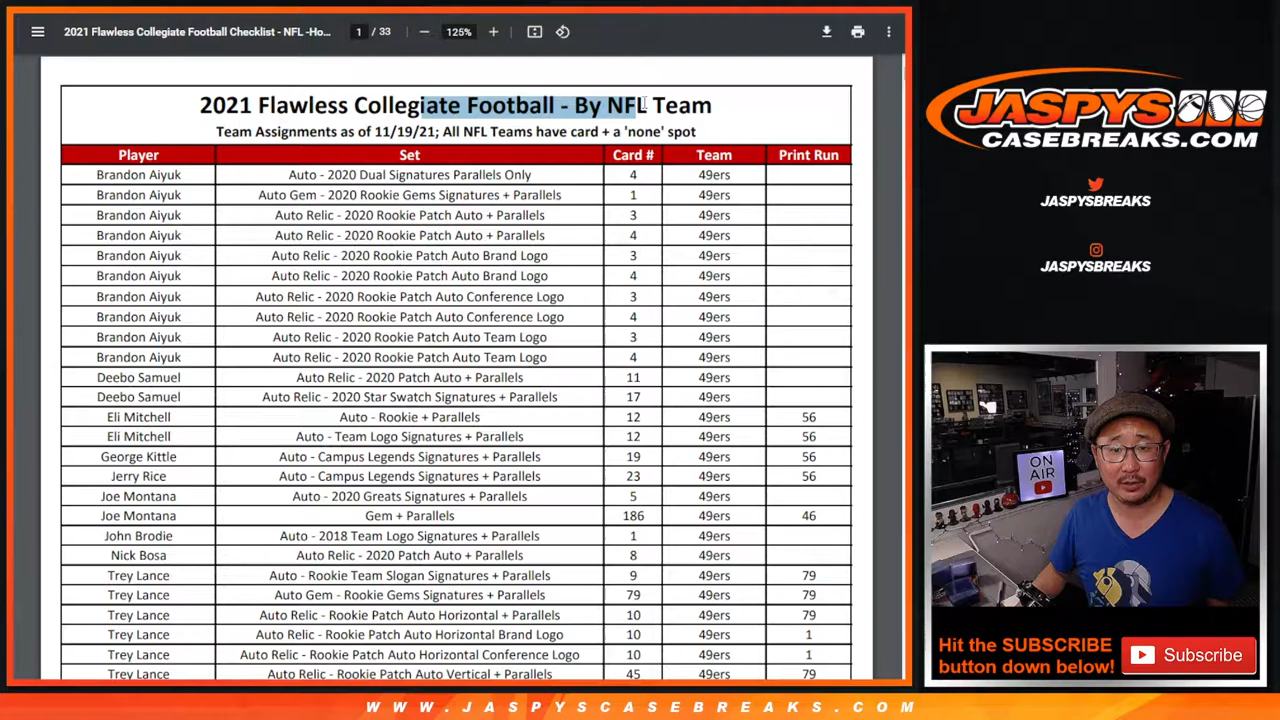 2021 Flawless Collegiate Football Checklist - NFL -Ho... 1 / 33 125%
2021 Flawless Collegiate Football - By NFL Team
Team Assignments as of 11/19/21; All NFL Teams have card + a 'none' spot
Player Set Card # Team Print Run
Brandon Aiyuk Auto - 2020 Dual Signatures Parallels Only 4 49ers
Brandon Aiyuk Auto Gem - 2020 Rookie Gems Signatures + Parallels 1 49ers
Brandon Aiyuk Auto Relic - 2020 Rookie Patch Auto + Parallels 3 49ers
Brandon Aiyuk Auto Relic - 2020 Rookie Patch Auto + Parallels 4 49ers
Brandon Aiyuk Auto Relic - 2020 Rookie Patch Auto Brand Logo 3 49ers
Brandon Aiyuk Auto Relic - 2020 Rookie Patch Auto Brand Logo 4 49ers
Brandon Aiyuk Auto Relic - 2020 Rookie Patch Auto Conference Logo 3 49ers
Brandon Aiyuk Auto Relic - 2020 Rookie Patch Auto Conference Logo 4 49ers
Brandon Aiyuk Auto Relic - 2020 Rookie Patch Auto Team Logo 3 49ers
Brandon Aiyuk Auto Relic - 2020 Rookie Patch Auto Team Logo 4 49ers
Deebo Samuel Auto Relic - 2020 Patch Auto + Parallels 11 49ers
Deebo Samuel Auto Relic - 2020 Star Swatch Signatures + Parallels 17 49ers
Eli Mitchell Auto - Rookie + Parallels 12 49ers 56
Eli Mitchell Auto - Team Logo Signatures + Parallels 12 49ers 56
George Kittle Auto - Campus Legends Signatures + Parallels 19 49ers 56
Jerry Rice Auto - Campus Legends Signatures + Parallels 23 49ers 56
Joe Montana Auto - 2020 Greats Signatures + Parallels 5 49ers
Joe Montana Gem + Parallels 186 49ers 46
John Brodie Auto - 2018 Team Logo Signatures + Parallels 1 49ers
Nick Bosa Auto Relic - 2020 Patch Auto + Parallels 8 49ers
Trey Lance Auto - Rookie Team Slogan Signatures + Parallels 9 49ers 79
Trey Lance Auto Gem - Rookie Gems Signatures + Parallels 79 49ers 79
Trey Lance Auto Relic - Rookie Patch Auto Horizontal + Parallels 10 49ers 79
Trey Lance Auto Relic - Rookie Patch Auto Horizontal Brand Logo 10 49ers 1
Trey Lance Auto Relic - Rookie Patch Auto Horizontal Conference Logo 10 49ers 1
Trey Lance Auto Relic - Rookie Patch Auto Vertical + Parallels 45 49ers 79
JASPYS
CASEBREAKS.COM
JASPYSBREAKS
JASPYSBREAKS
ON
AIR
Hit the SUBSCRIBE
button down below!
Subscribe
WWW.JASPYSCASEBREAKS.COM